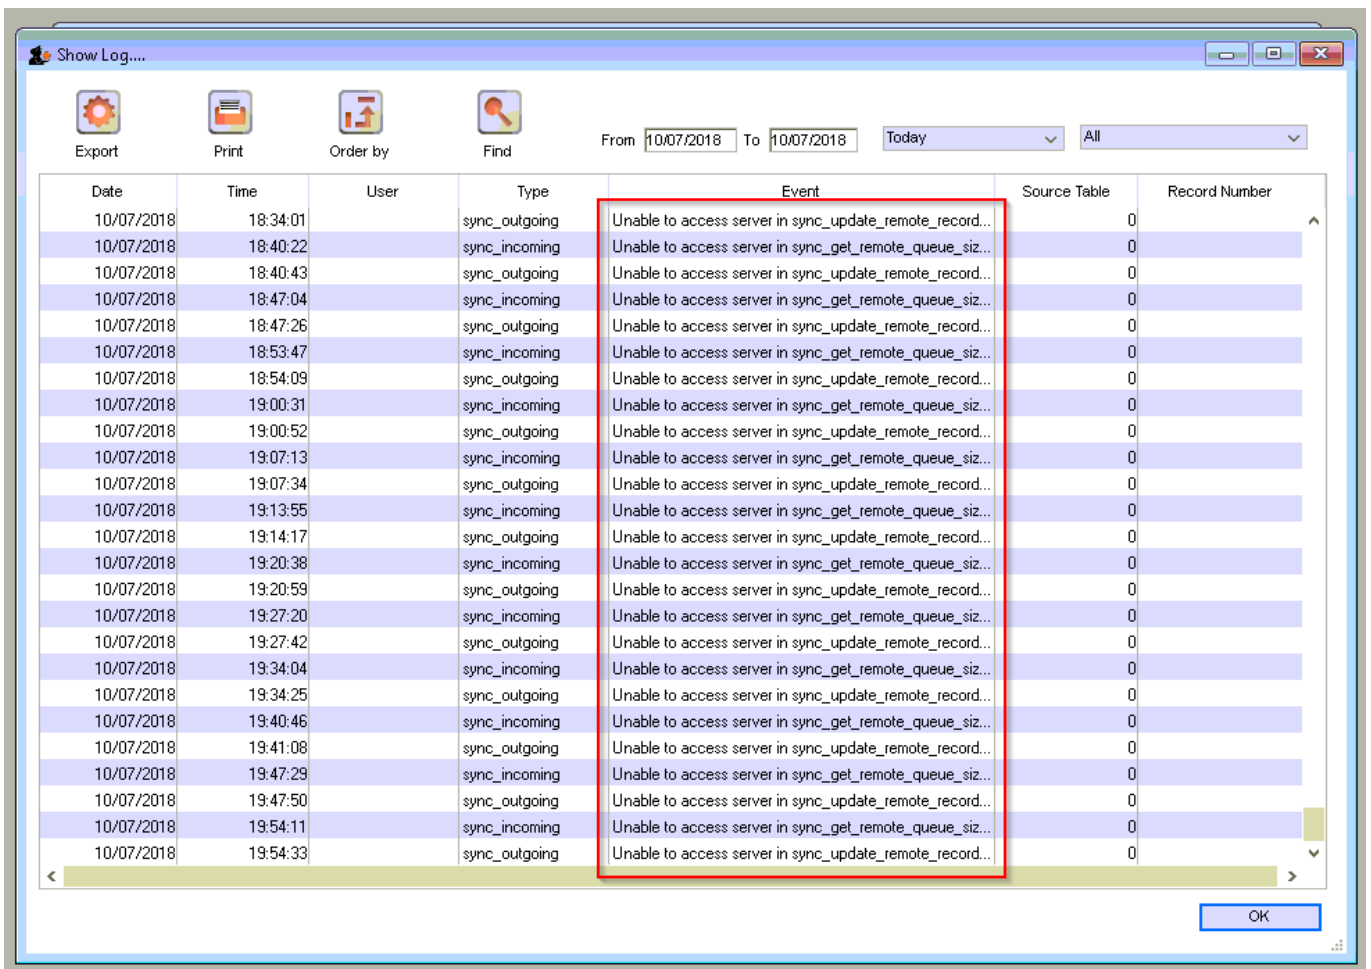 Show Log....
Export Print Order by Find From 10/07/2018 To 10/07/2018 Today All
Date Time User Type Event Source Table Record Number
10/07/2018 18:34:01 sync_outgoing Unable to access server in sync_update_remote_record... 0
10/07/2018 18:40:22 sync_incoming Unable to access server in sync_get_remote_queue_siz... 0
10/07/2018 18:40:43 sync_outgoing Unable to access server in sync_update_remote_record... 0
10/07/2018 18:47:04 sync_incoming Unable to access server in sync_get_remote_queue_siz... 0
10/07/2018 18:47:26 sync_outgoing Unable to access server in sync_update_remote_record... 0
10/07/2018 18:53:47 sync_incoming Unable to access server in sync_get_remote_queue_siz... 0
10/07/2018 18:54:09 sync_outgoing Unable to access server in sync_update_remote_record... 0
10/07/2018 19:00:31 sync_incoming Unable to access server in sync_get_remote_queue_siz... 0
10/07/2018 19:00:52 sync_outgoing Unable to access server in sync_update_remote_record... 0
10/07/2018 19:07:13 sync_incoming Unable to access server in sync_get_remote_queue_siz... 0
10/07/2018 19:07:34 sync_outgoing Unable to access server in sync_update_remote_record... 0
10/07/2018 19:13:55 sync_incoming Unable to access server in sync_get_remote_queue_siz... 0
10/07/2018 19:14:17 sync_outgoing Unable to access server in sync_update_remote_record... 0
10/07/2018 19:20:38 sync_incoming Unable to access server in sync_get_remote_queue_siz... 0
10/07/2018 19:20:59 sync_outgoing Unable to access server in sync_update_remote_record... 0
10/07/2018 19:27:20 sync_incoming Unable to access server in sync_get_remote_queue_siz... 0
10/07/2018 19:27:42 sync_outgoing Unable to access server in sync_update_remote_record... 0
10/07/2018 19:34:04 sync_incoming Unable to access server in sync_get_remote_queue_siz... 0
10/07/2018 19:34:25 sync_outgoing Unable to access server in sync_update_remote_record... 0
10/07/2018 19:40:46 sync_incoming Unable to access server in sync_get_remote_queue_siz... 0
10/07/2018 19:41:08 sync_outgoing Unable to access server in sync_update_remote_record... 0
10/07/2018 19:47:29 sync_incoming Unable to access server in sync_get_remote_queue_siz... 0
10/07/2018 19:47:50 sync_outgoing Unable to access server in sync_update_remote_record... 0
10/07/2018 19:54:11 sync_incoming Unable to access server in sync_get_remote_queue_siz... 0
10/07/2018 19:54:33 sync_outgoing Unable to access server in sync_update_remote_record... 0
OK